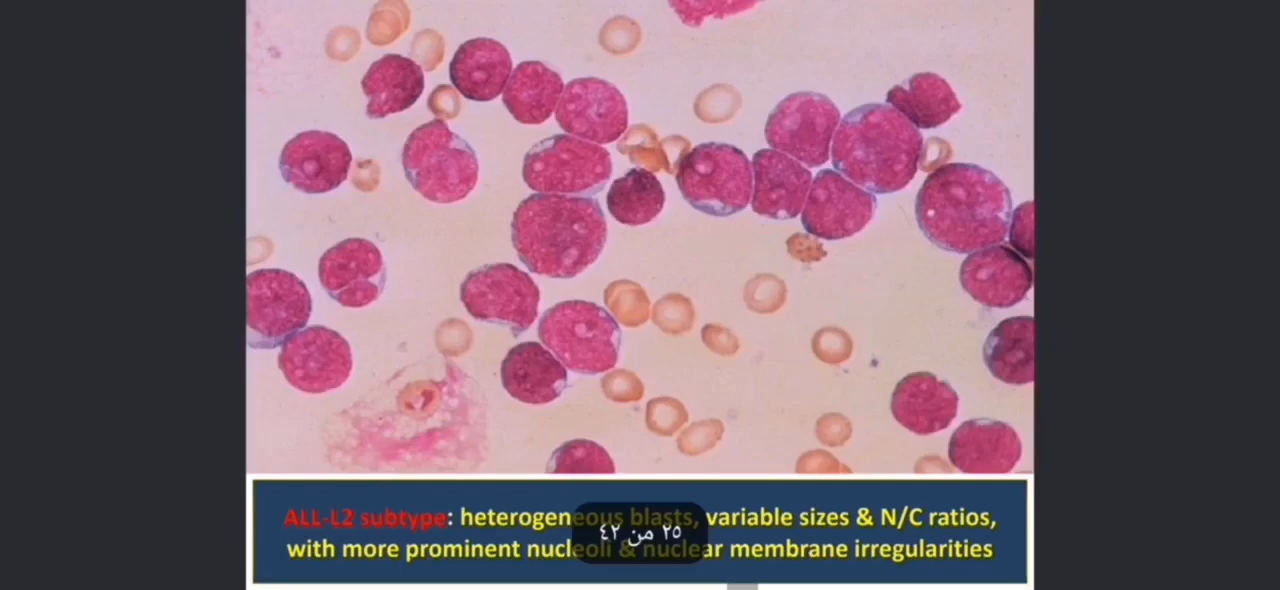 ALL-L2 subtype: heterogeneous blasts, variable sizes & N/C ratios,
with more prominent nucleoli & nuclear membrane irregularities
٢٥ من ٤٢